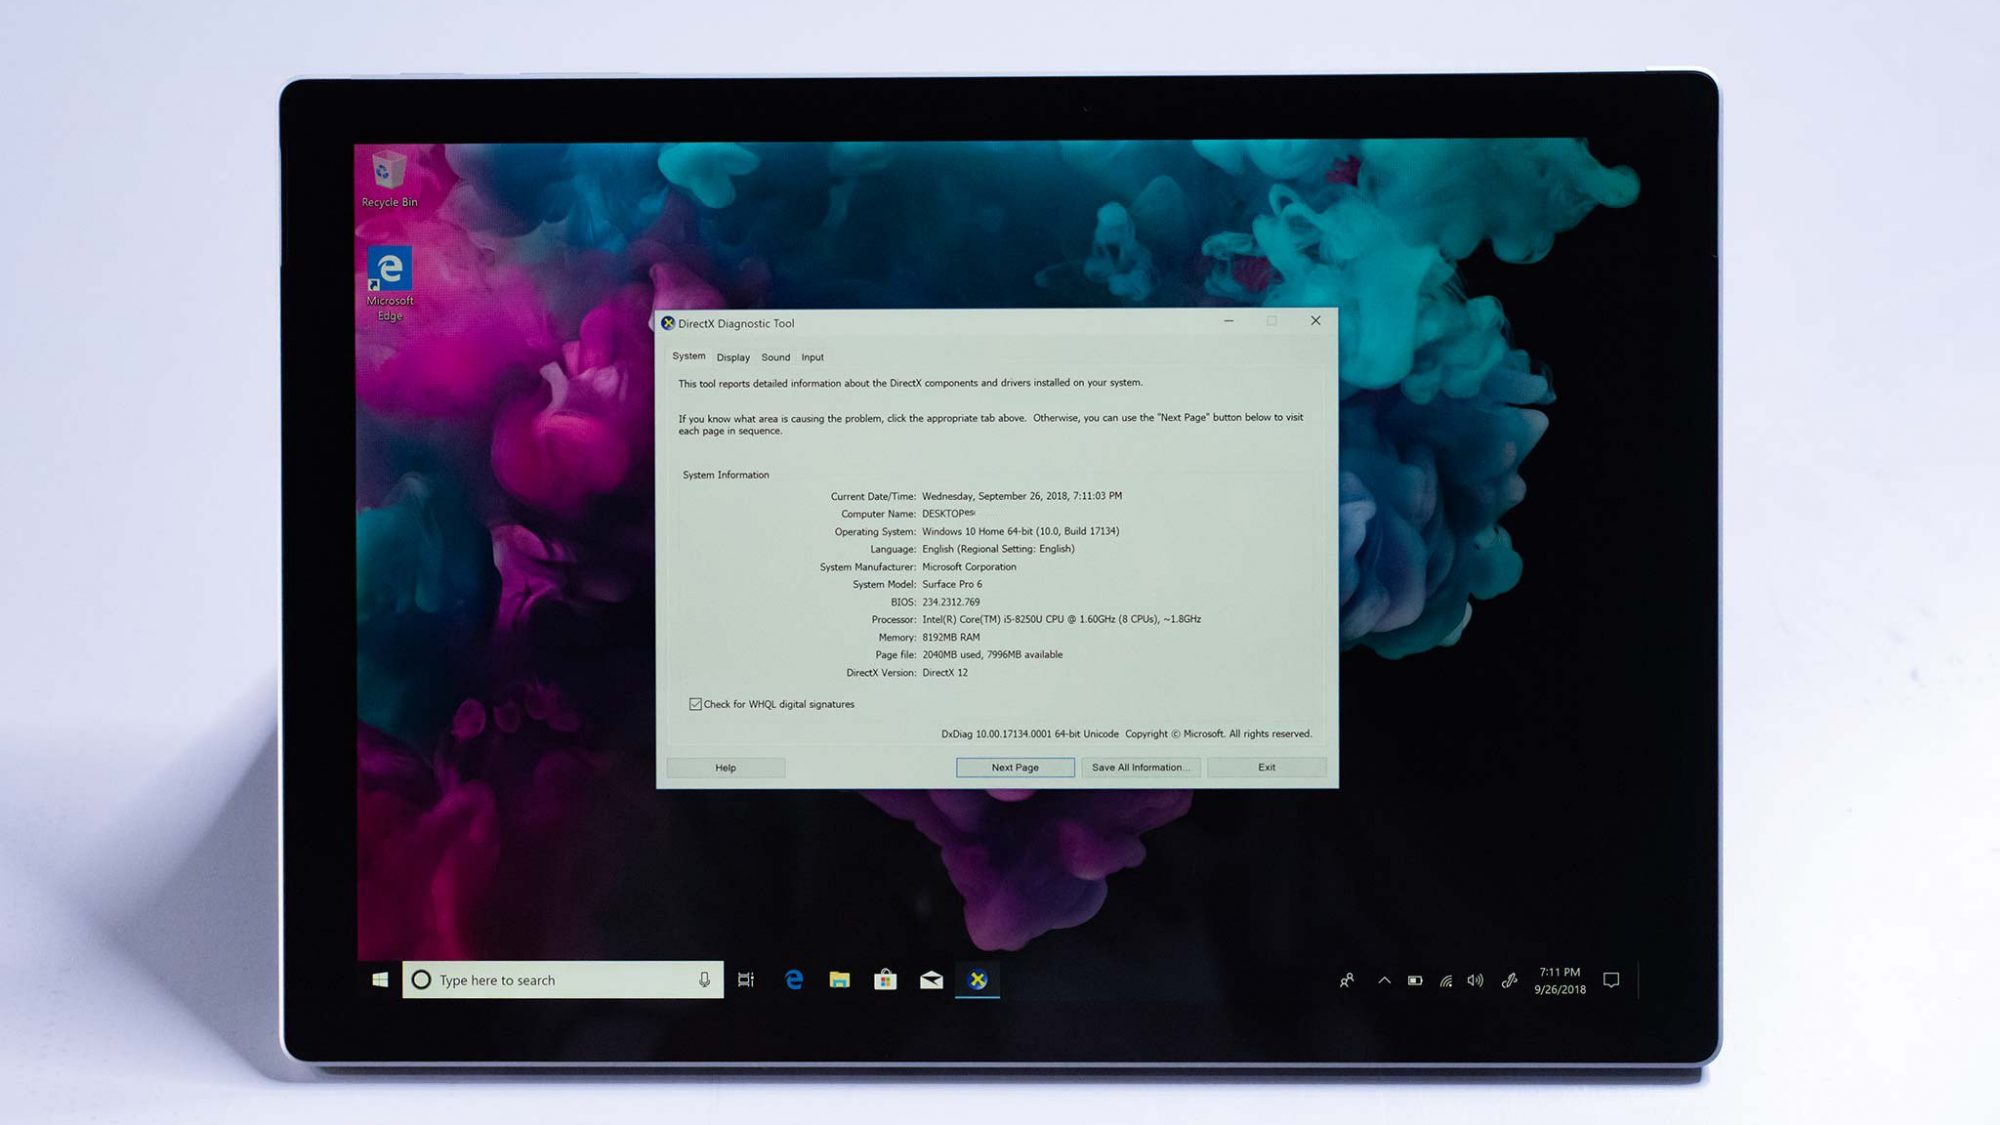 Recycle Bin
Microsoft
Edge
DirectX Diagnostic Tool
System Display Sound Input
This tool reports detailed information about the DirectX components and drivers installed on your system.
If you know what area is causing the problem, click the appropriate tab above. Otherwise, you can use the "Next Page" button below to visit
each page in sequence.
System Information
Current Date/Time: Wednesday, September 26, 2018, 7:11:03 PM
Computer Name:
Operating System: Windows 10 Home 64-bit (10.0, Build 17134)
Language: English (Regional Setting: English)
System Manufacturer: Microsoft Corporation
System Model: Surface Pro 6
BIOS: 234.2312.769
Processor: Intel(R) Core(TM) i5-8250U CPU @ 1.60GHz (8 CPUs), ~1.8GHz
Memory: 8192MB RAM
Page file: 2040MB used, 7996MB available
DirectX Version: DirectX 12
Check for WHQL digital signatures
DxDiag 10.00.17134.0001 64-bit Unicode Copyright © Microsoft. All rights reserved.
Help Next Page Save All Information... Exit
Type here to search
7:11 PM
9/26/2018